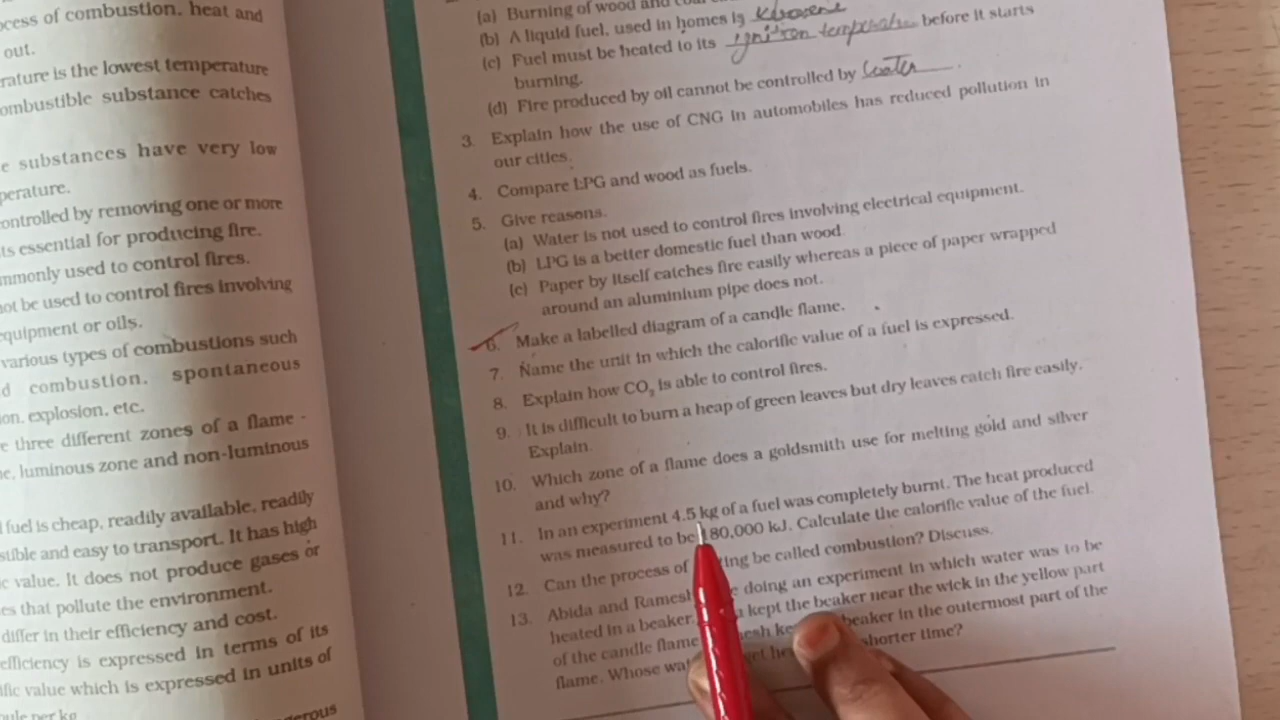 ocess of combustion, heat and
out.
rature is the lowest temperature
ombustible substance catches
e substances have very low
perature.
controlled by removing one or more
ts essential for producing fire.
mmonly used to control fires.
not be used to control fires involving
equipment or oils.
various types of combustions such
d combustion, spontaneous
on, explosion, etc.
e three different zones of a flame -
ne, luminous zone and non-luminous
fuel is cheap, readily available, readily
stible and easy to transport. It has high
c value. It does not produce gases or
es that pollute the environment.
differ in their efficiency and cost.
efficiency is expressed in terms of its
ific value which is expressed in units of
oule per kg
gerous
(a) Burning of wood and coal
(b) A liquid fuel, used in homes is kerosene
(c) Fuel must be heated to its ignition temperature before it starts
burning.
(d) Fire produced by oil cannot be controlled by water.
3. Explain how the use of CNG in automobiles has reduced pollution in
our cities.
4. Compare LPG and wood as fuels.
5. Give reasons.
(a) Water is not used to control fires involving electrical equipment.
(b) LPG is a better domestic fuel than wood.
(c) Paper by itself catches fire easily whereas a piece of paper wrapped
around an aluminium pipe does not.
6. Make a labelled diagram of a candle flame.
7. Name the unit in which the calorific value of a fuel is expressed.
8. Explain how CO₂ is able to control fires.
9. It is difficult to burn a heap of green leaves but dry leaves catch fire easily.
Explain.
10. Which zone of a flame does a goldsmith use for melting gold and silver
and why?
11. In an experiment 4.5 kg of a fuel was completely burnt. The heat produced
was measured to be 180,000 kJ. Calculate the calorific value of the fuel.
12. Can the process of ting be called combustion? Discuss.
13. Abida and Ramesh doing an experiment in which water was to be
heated in a beaker. kept the beaker near the wick in the yellow part
of the candle flame. esh ke beaker in the outermost part of the
flame. Whose wa get he shorter time?